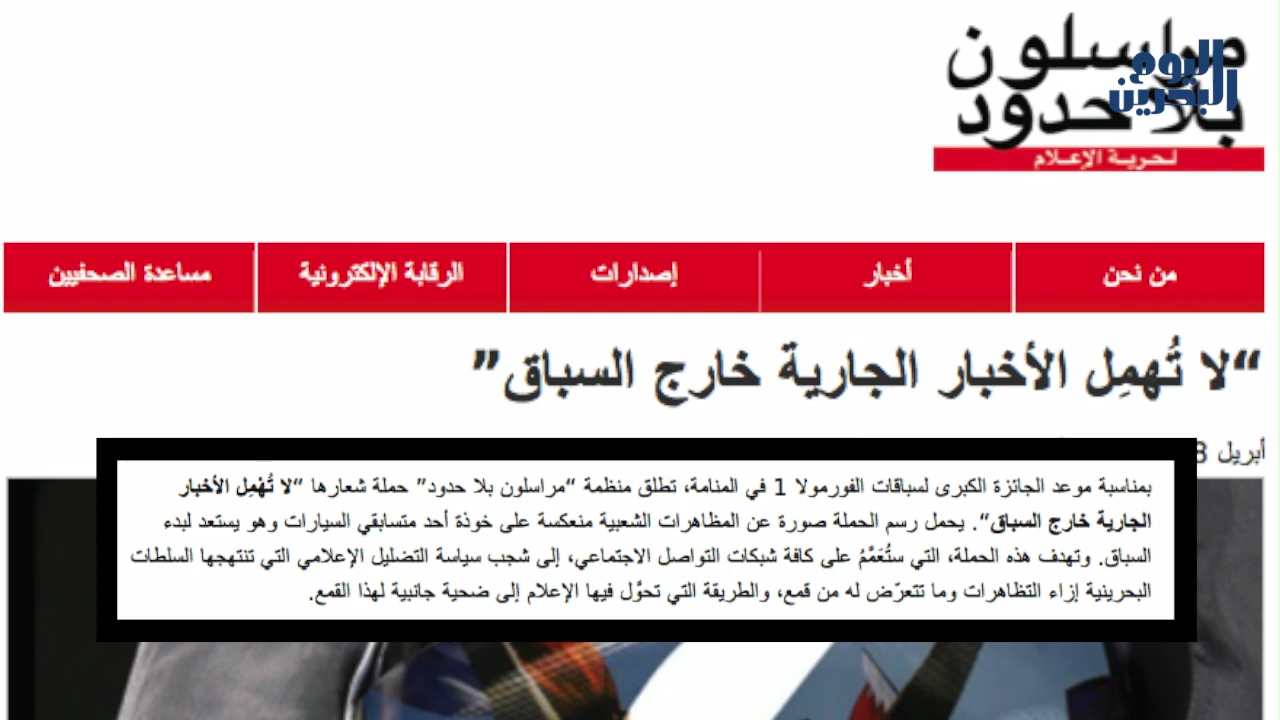 مراسلون
بلا حدود
اليوم
البحرين
لحرية الإعلام
من نحن
أخبار
إصدارات
الرقابة الإلكترونية
مساعدة الصحفيين
“لا تُهمِل الأخبار الجارية خارج السباق”
أبريل
بمناسبة موعد الجائزة الكبرى لسباقات الفورمولا 1 في المنامة، تطلق منظمة “مراسلون بلا حدود” حملة شعارها “لا تُهْمِل الأخبار
الجارية خارج السباق“. يحمل رسم الحملة صورة عن المظاهرات الشعبية منعكسة على خوذة أحد متسابقي السيارات وهو يستعد لبدء
السباق. وتهدف هذه الحملة، التي ستُعَمَّمُ على كافة شبكات التواصل الاجتماعي، إلى شجب سياسة التضليل الإعلامي التي تنتهجها السلطات
البحرينية إزاء التظاهرات وما تتعرّض له من قمع، والطريقة التي تحوَّل فيها الإعلام إلى ضحية جانبية لهذا القمع.